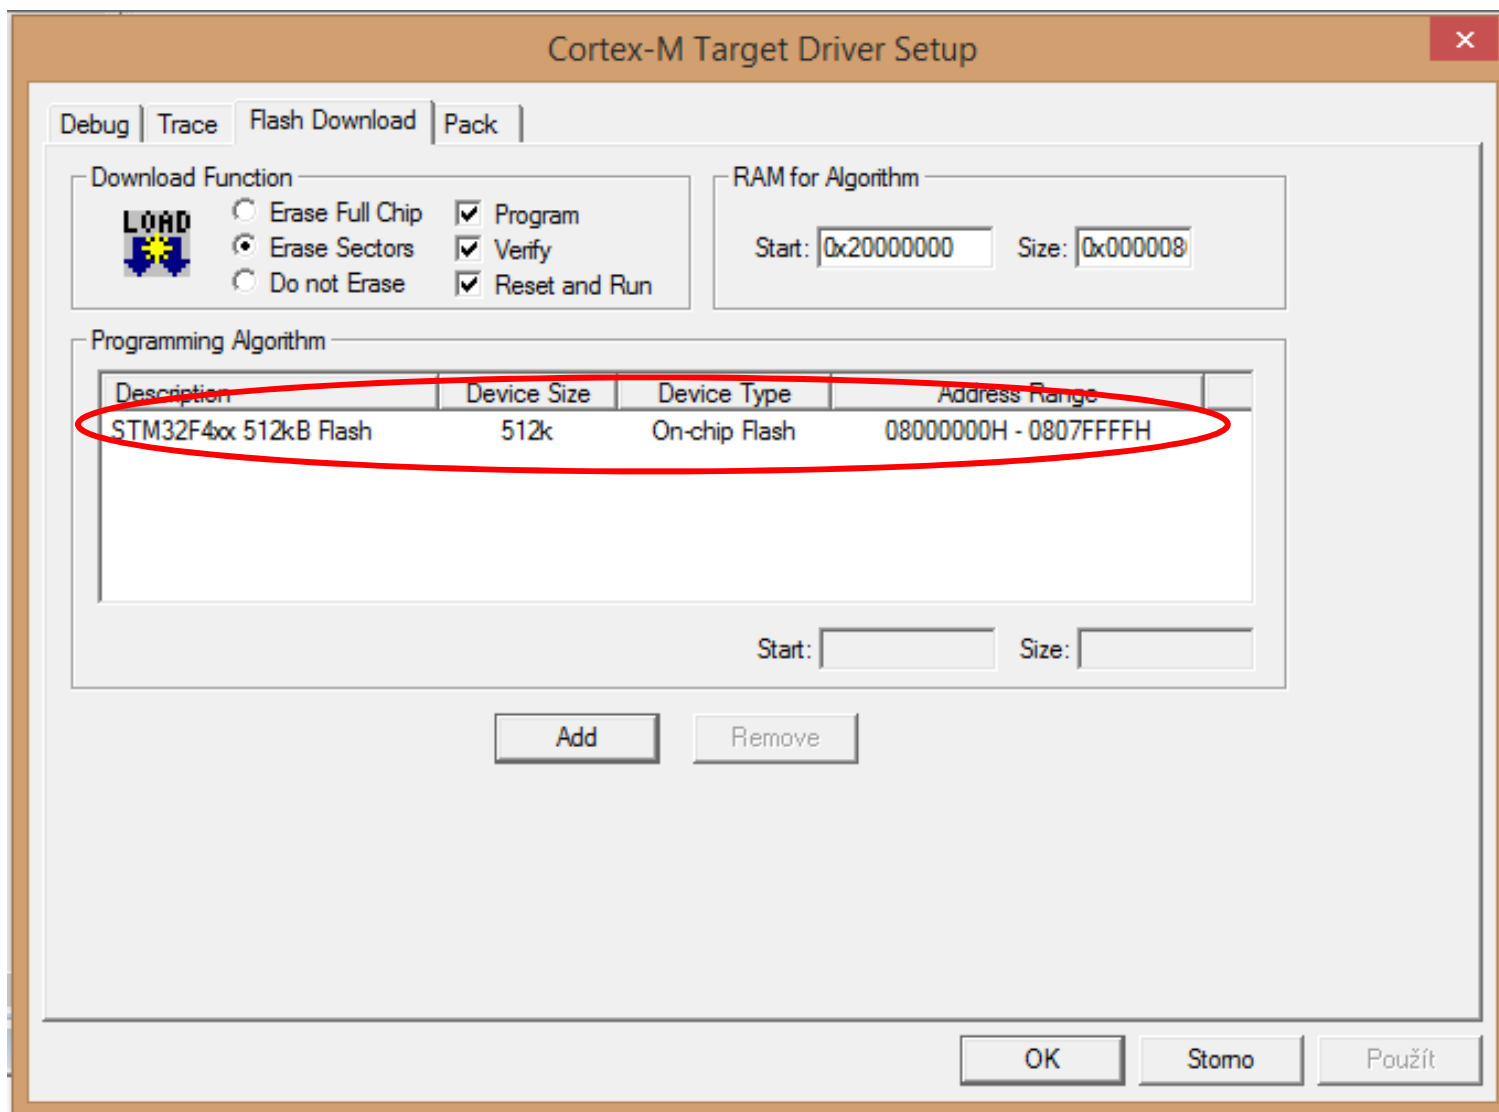 Cortex-M Target Driver Setup
Debug Trace Flash Download Pack
Download Function
LOAD
Erase Full Chip
Erase Sectors
Do not Erase
Program
Verify
Reset and Run
RAM for Algorithm
Start: 0x20000000 Size: 0x000008
Programming Algorithm
Description Device Size Device Type Address Range
STM32F4xx 512kB Flash 512k On-chip Flash 08000000H - 0807FFFFH
Start: Size:
Add Remove
OK Storno Použít